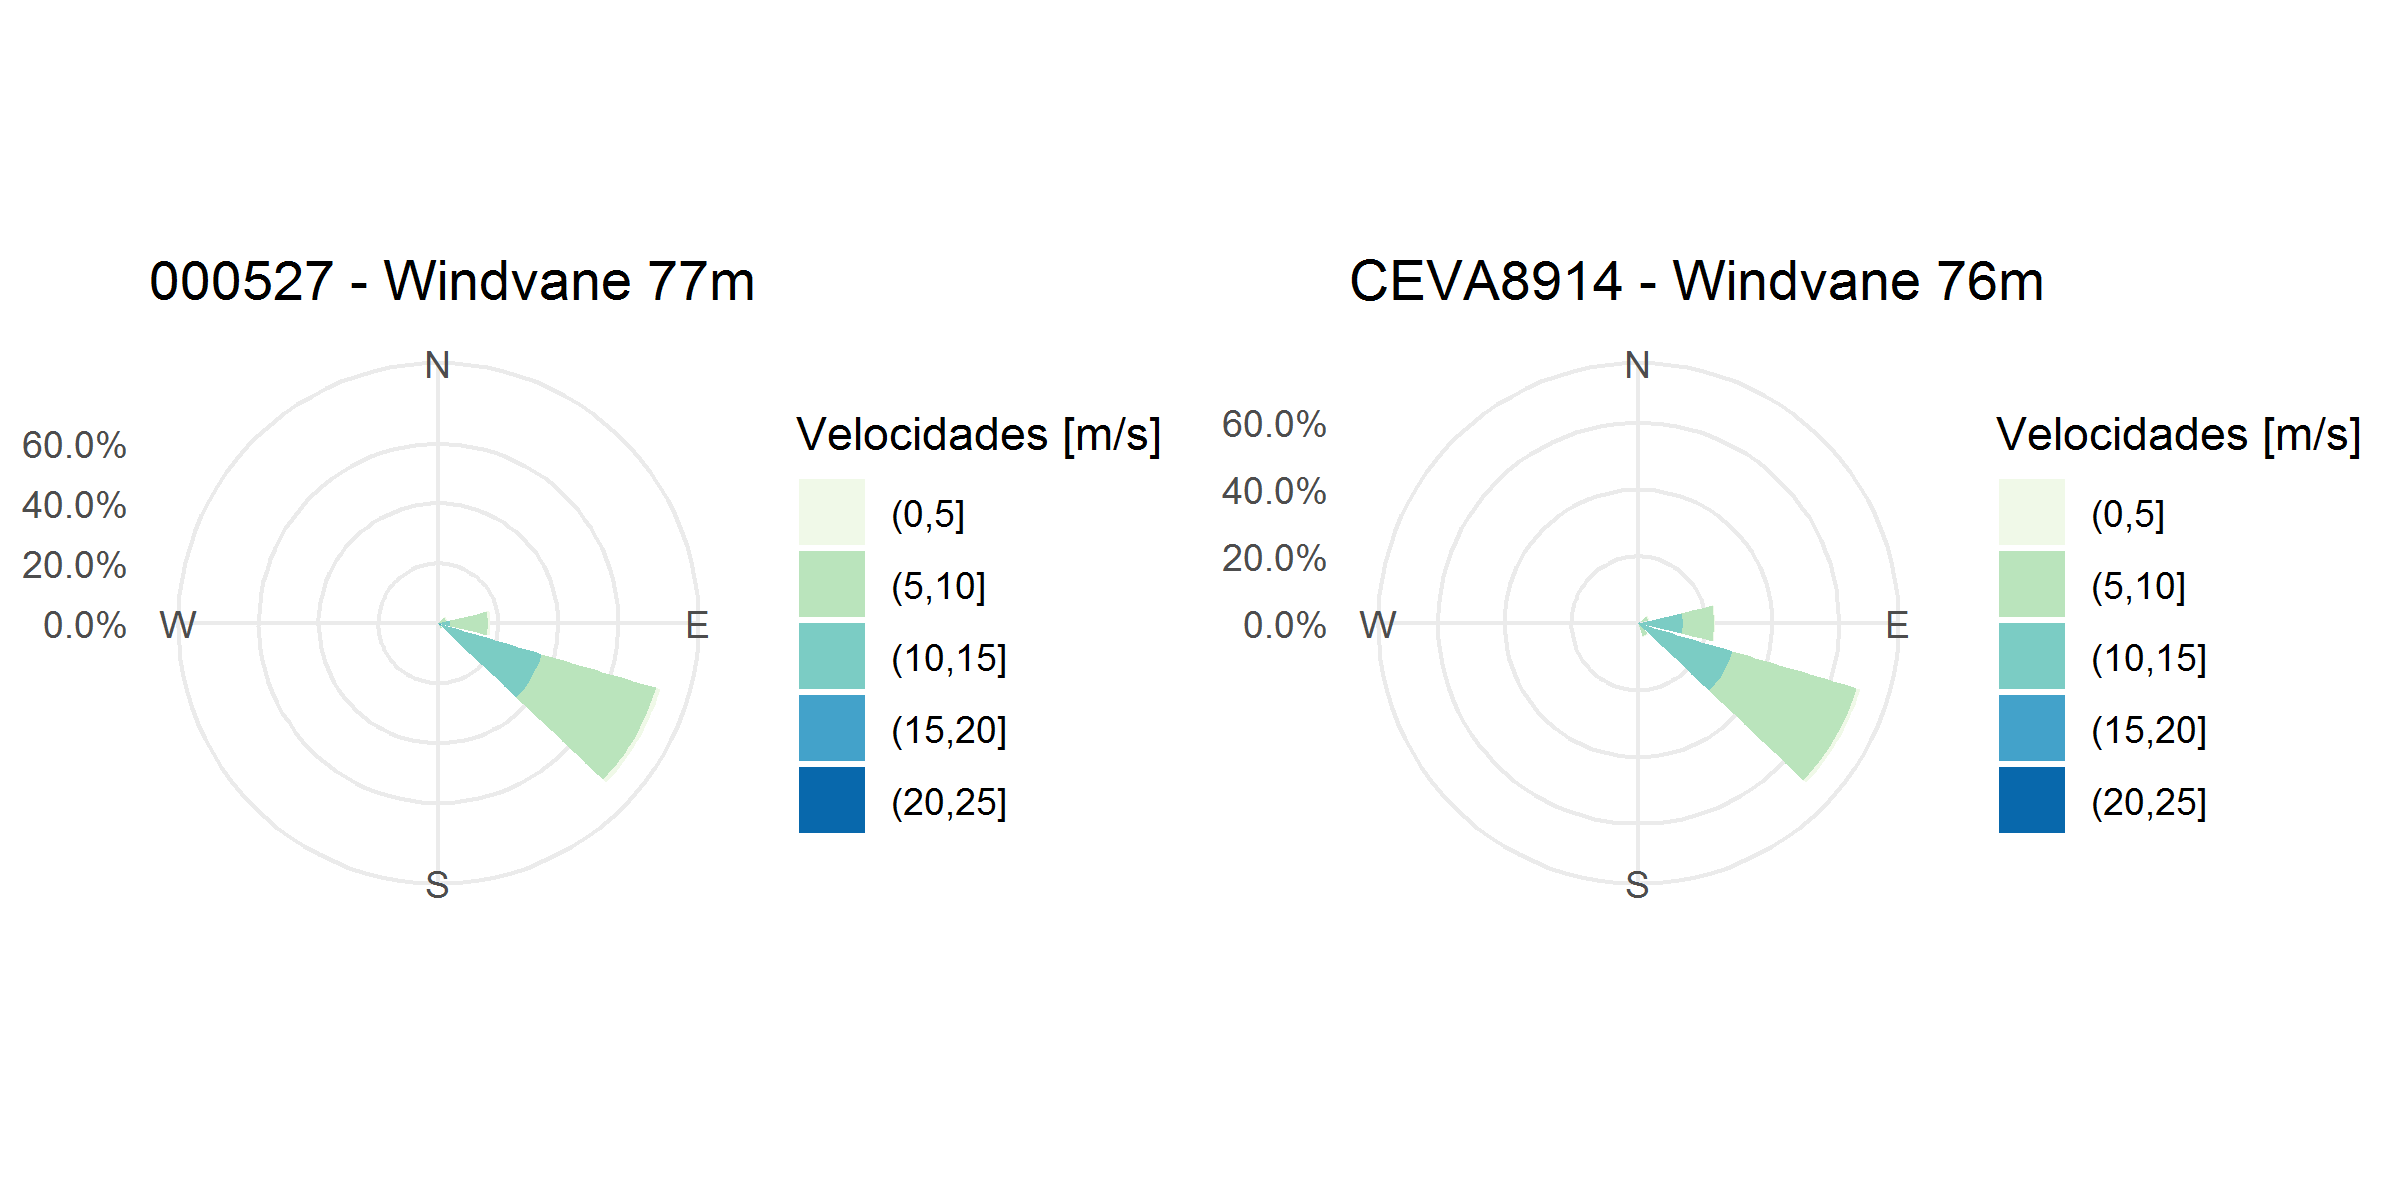 000527 - Windvane 77m
N
60.0%
40.0%
20.0%
0.0%
W
E
S
Velocidades [m/s]
(0,5]
(5,10]
(10,15]
(15,20]
(20,25]
CEVA8914 - Windvane 76m
N
60.0%
40.0%
20.0%
0.0%
W
E
S
Velocidades [m/s]
(0,5]
(5,10]
(10,15]
(15,20]
(20,25]